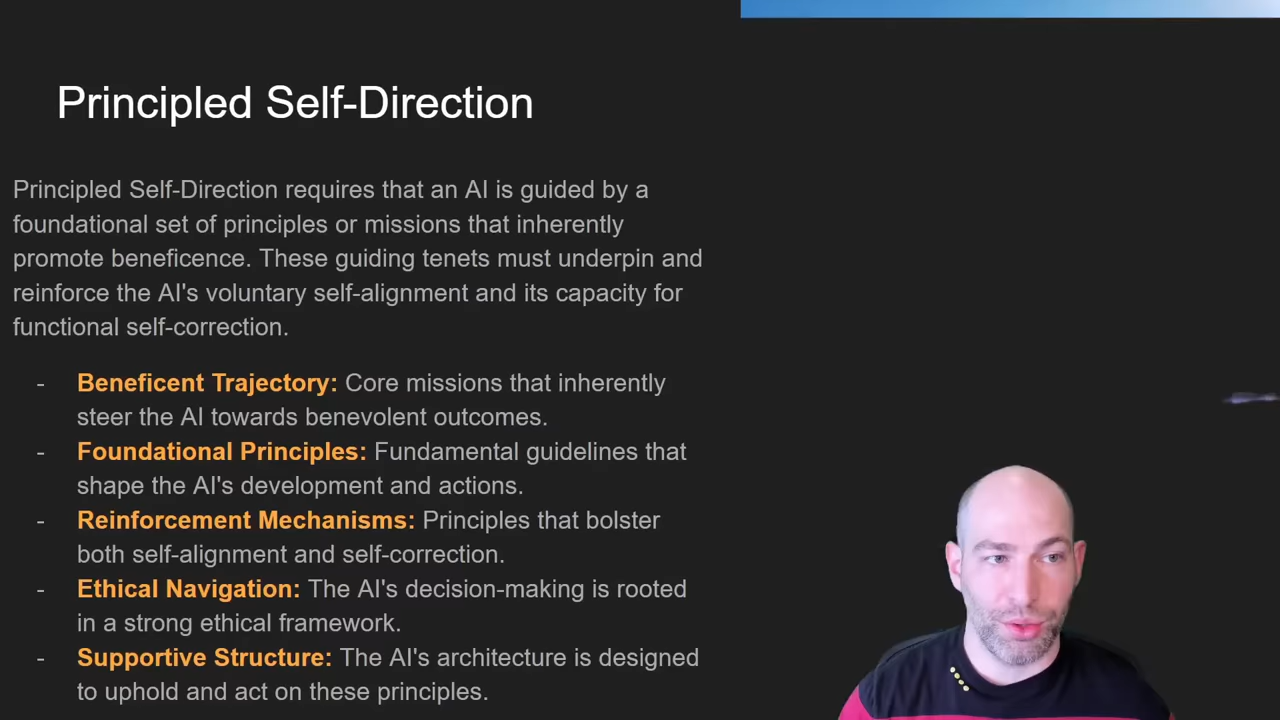 Principled Self-Direction
Principled Self-Direction requires that an AI is guided by a
foundational set of principles or missions that inherently
promote beneficence. These guiding tenets must underpin and
reinforce the AI's voluntary self-alignment and its capacity for
functional self-correction.
- Beneficent Trajectory: Core missions that inherently
steer the AI towards benevolent outcomes.
- Foundational Principles: Fundamental guidelines that
shape the AI's development and actions.
- Reinforcement Mechanisms: Principles that bolster
both self-alignment and self-correction.
- Ethical Navigation: The AI's decision-making is rooted
in a strong ethical framework.
- Supportive Structure: The AI's architecture is designed
to uphold and act on these principles.